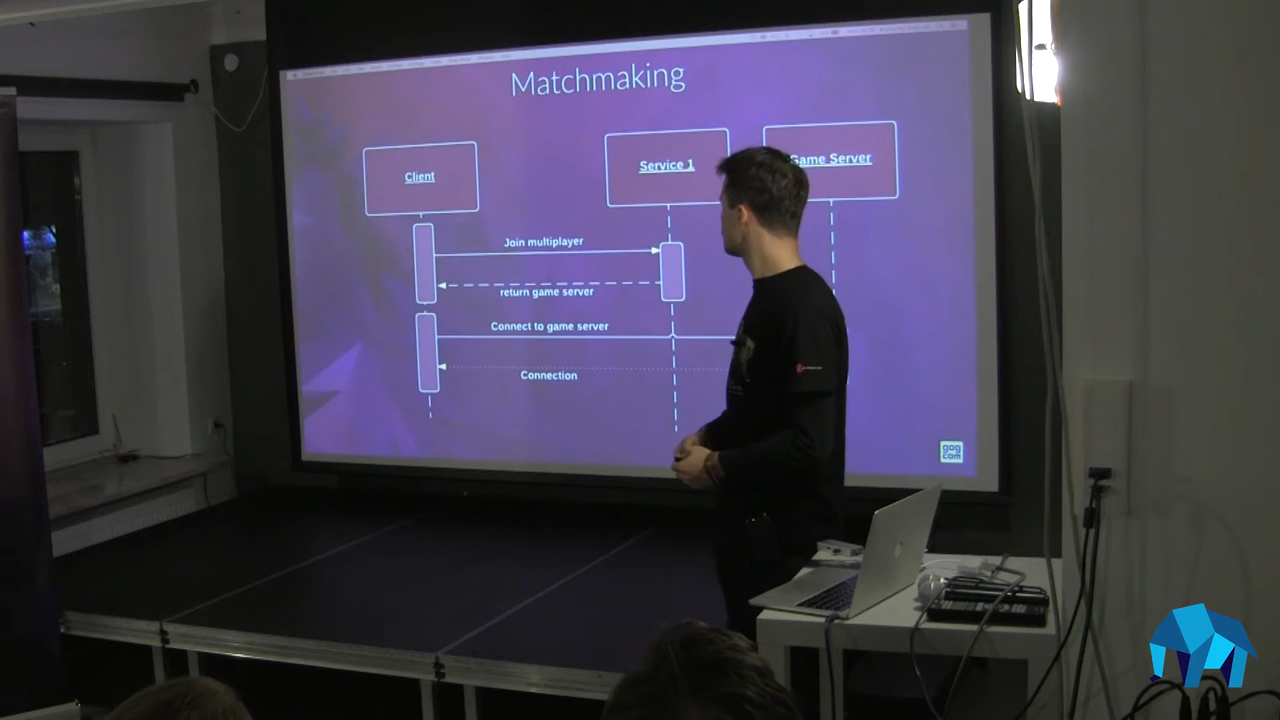 Matchmaking
Client
Service 1
Game Server
Join multiplayer
return game server
Connect to game server
Connection
gog
com